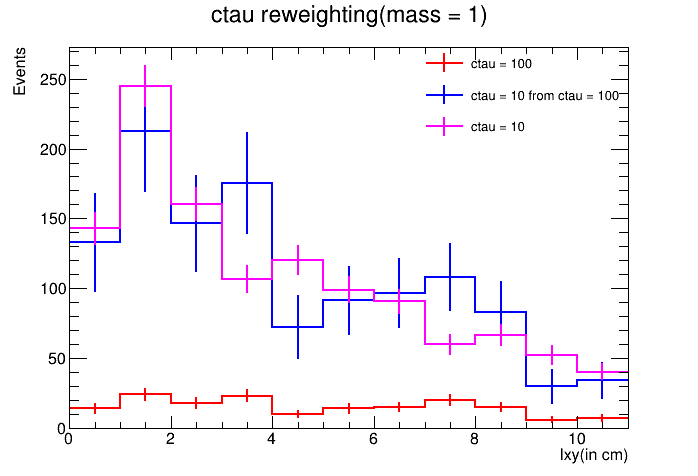 ctau reweighting(mass = 1)
Events
ctau = 100
ctau = 10 from ctau = 100
ctau = 10
250
200
150
100
50
0
0 2 4 6 8 10
lxy(in cm)